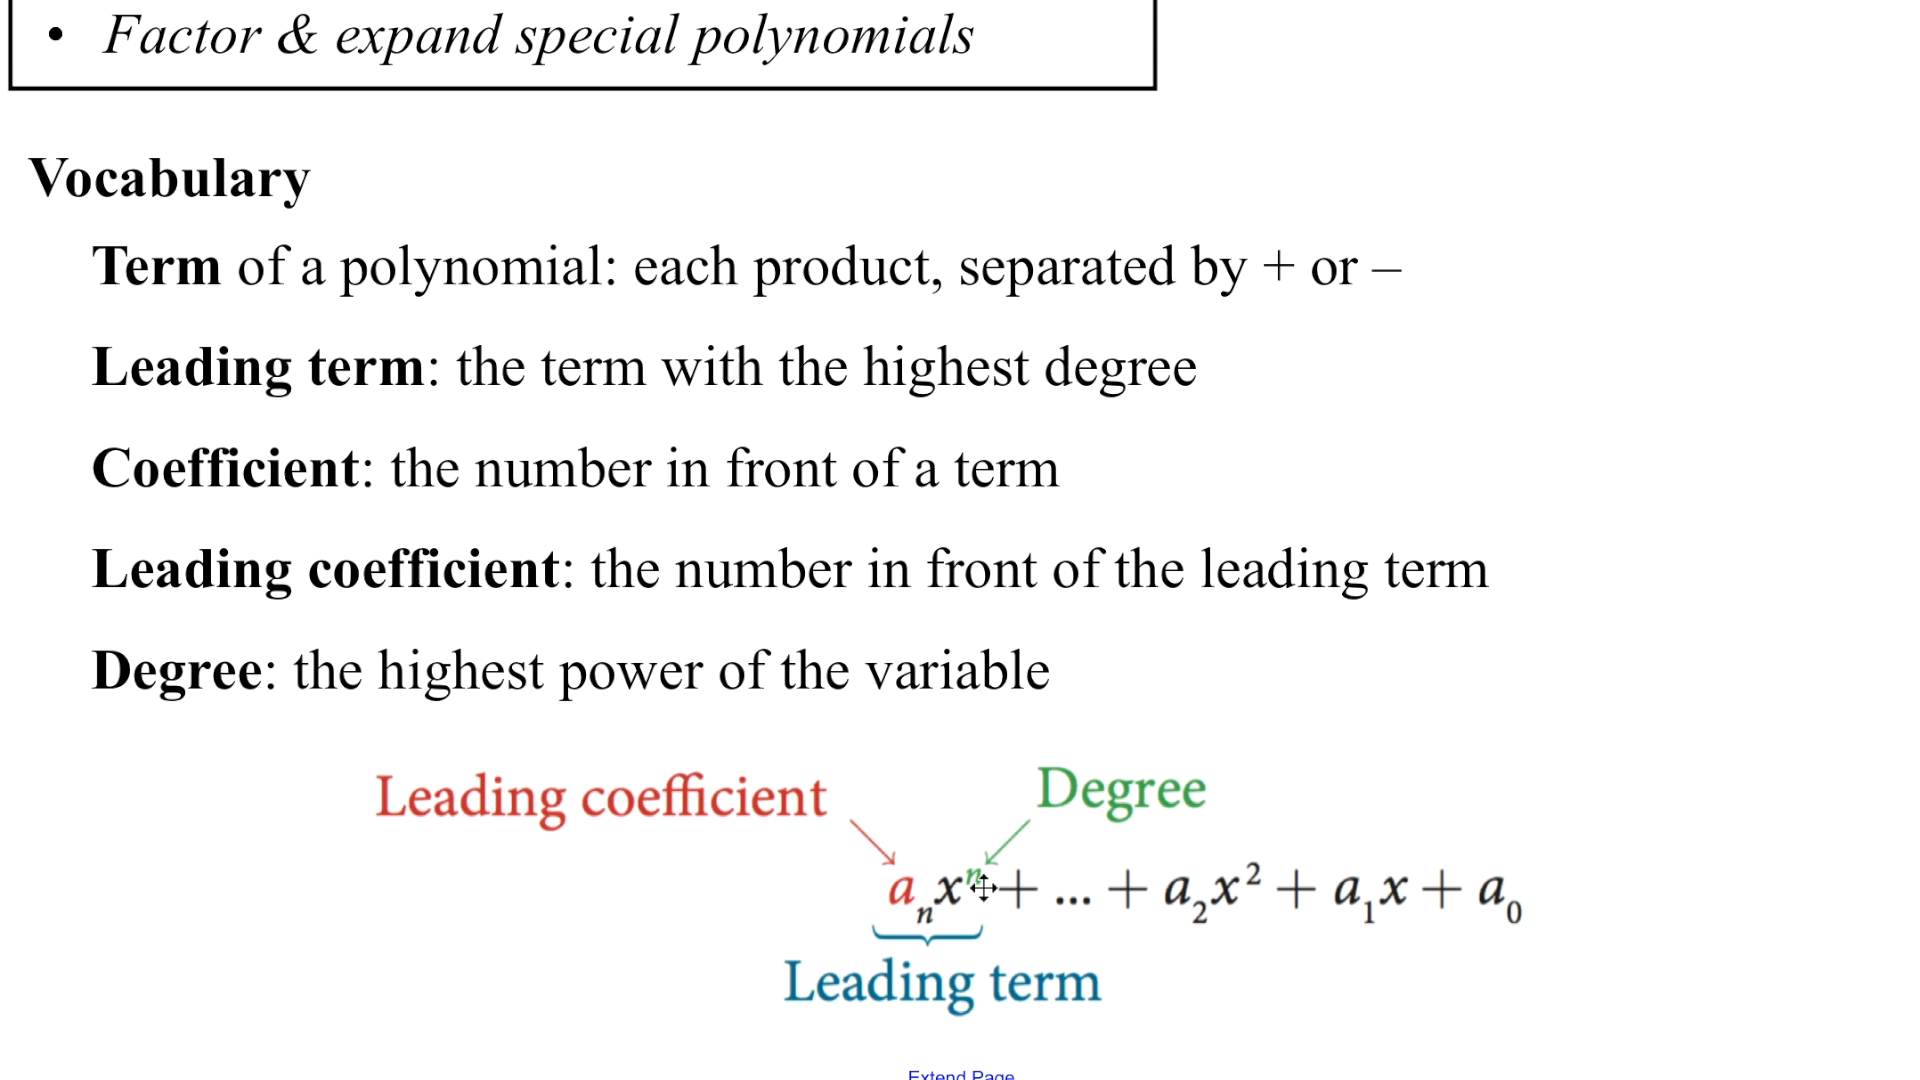 • Factor & expand special polynomials
Vocabulary
Term of a polynomial: each product, separated by + or –
Leading term: the term with the highest degree
Coefficient: the number in front of a term
Leading coefficient: the number in front of the leading term
Degree: the highest power of the variable
Leading coefficient Degree
aₙxⁿ + ... + a₂x² + a₁x + a₀
Leading term
Extend Page